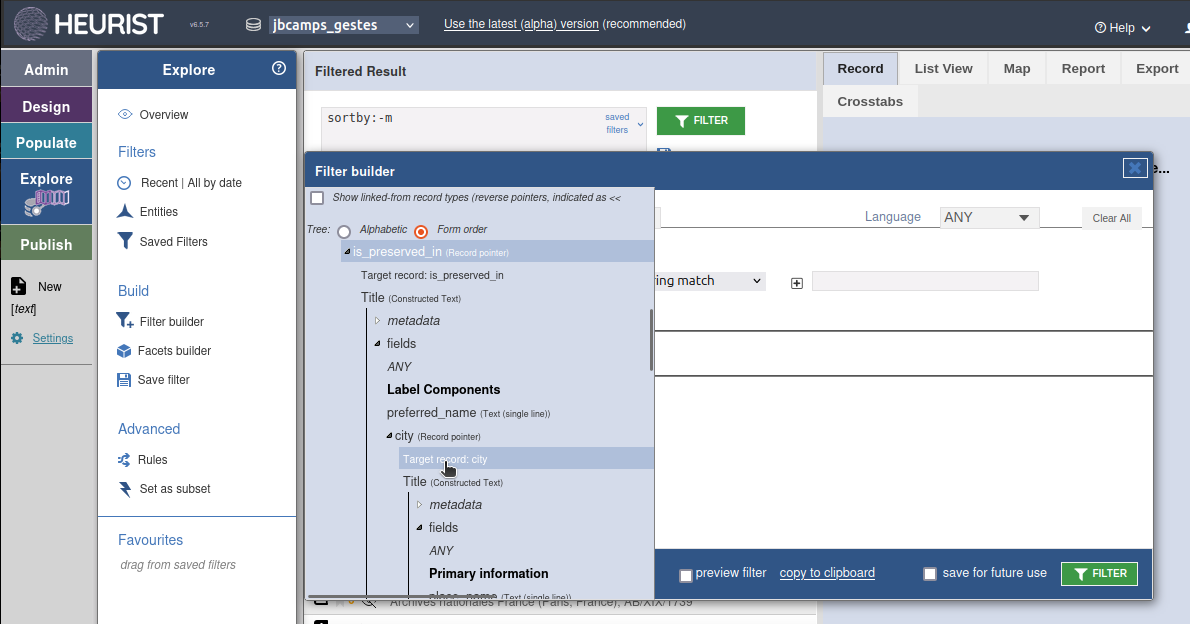 HEURIST
v6.5.7
jbcamps_gestes
Use the latest (alpha) version (recommended)
Help
Admin
Design
Populate
Explore
Publish
New
[text]
Settings
Explore
Overview
Filters
Recent | All by date
Entities
Saved Filters
Build
Filter builder
Facets builder
Save filter
Advanced
Rules
Set as subset
Favourites
drag from saved filters
Filtered Result
sortby:-m
saved
filters
FILTER
Record
List View
Map
Report
Export
Crosstabs
e...
Filter builder
Show linked-from record types (reverse pointers, indicated as <<
Tree:
Alphabetic
Form order
is_preserved_in (Record pointer)
Target record: is_preserved_in
Title (Constructed Text)
metadata
fields
ANY
Label Components
preferred_name (Text (single line))
city (Record pointer)
Target record: city
Title (Constructed Text)
metadata
fields
ANY
Primary information
place_name (Text (single line))
Language
ANY
Clear All
ring match
preview filter
copy to clipboard
save for future use
FILTER
Archives nationales France (Paris, France), AB/XIX/1739